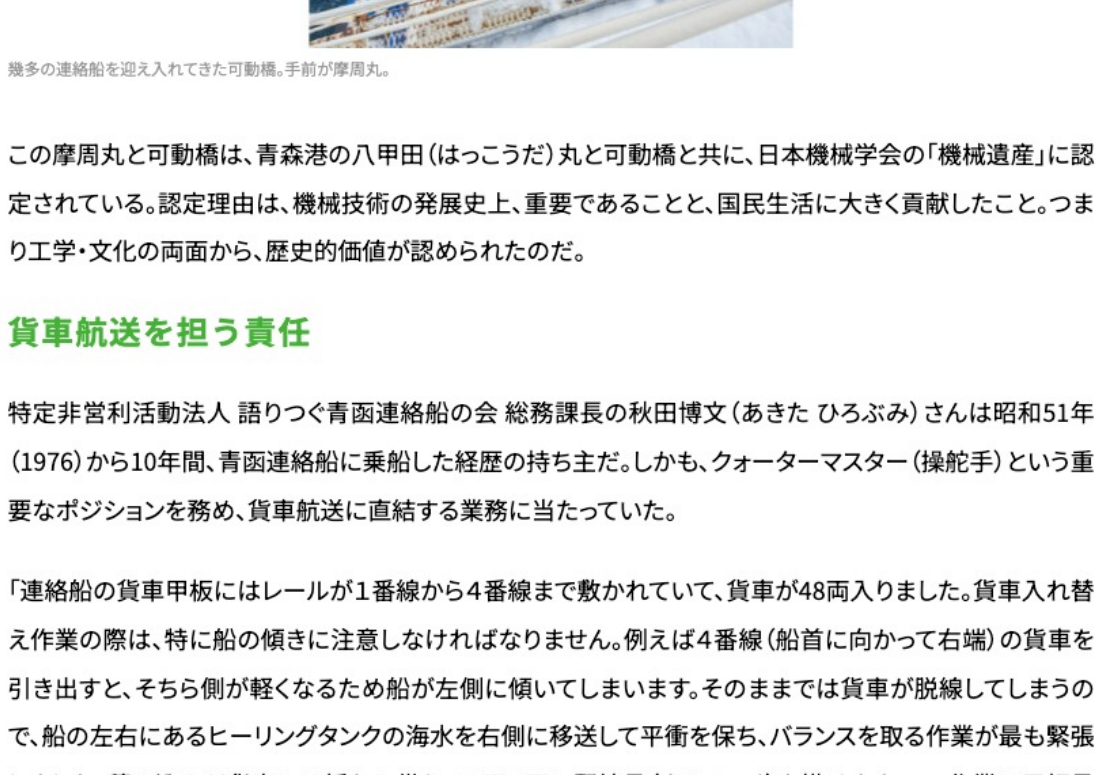 幾多の連絡船を迎え入れてきた可動橋。手前が摩周丸。
この摩周丸と可動橋は、青森港の八甲田（はっこうだ）丸と可動橋と共に、日本機械学会の「機械遺産」に認
定されている。認定理由は、機械技術の発展史上、重要であることと、国民生活に大きく貢献したこと。つま
り工学・文化の両面から、歴史的価値が認められたのだ。
貨車航送を担う責任
特定非営利活動法人 語りつぐ青函連絡船の会 総務課長の秋田博文（あきた ひろぶみ）さんは昭和51年
（1976）から10年間、青函連絡船に乗船した経歴の持ち主だ。しかも、クォーターマスター（操舵手）という重
要なポジションを務め、貨車航送に直結する業務に当たっていた。
「連絡船の貨車甲板にはレールが１番線から４番線まで敷かれていて、貨車が48両入りました。貨車入れ替
え作業の際は、特に船の傾きに注意しなければなりません。例えば４番線（船首に向かって右端）の貨車を
引き出すと、そちら側が軽くなるため船が左側に傾いてしまいます。そのままでは貨車が脱線してしまうの
で、船の左右にあるヒーリングタンクの海水を右側に移送して平衡を保ち、バランスを取る作業が最も緊張